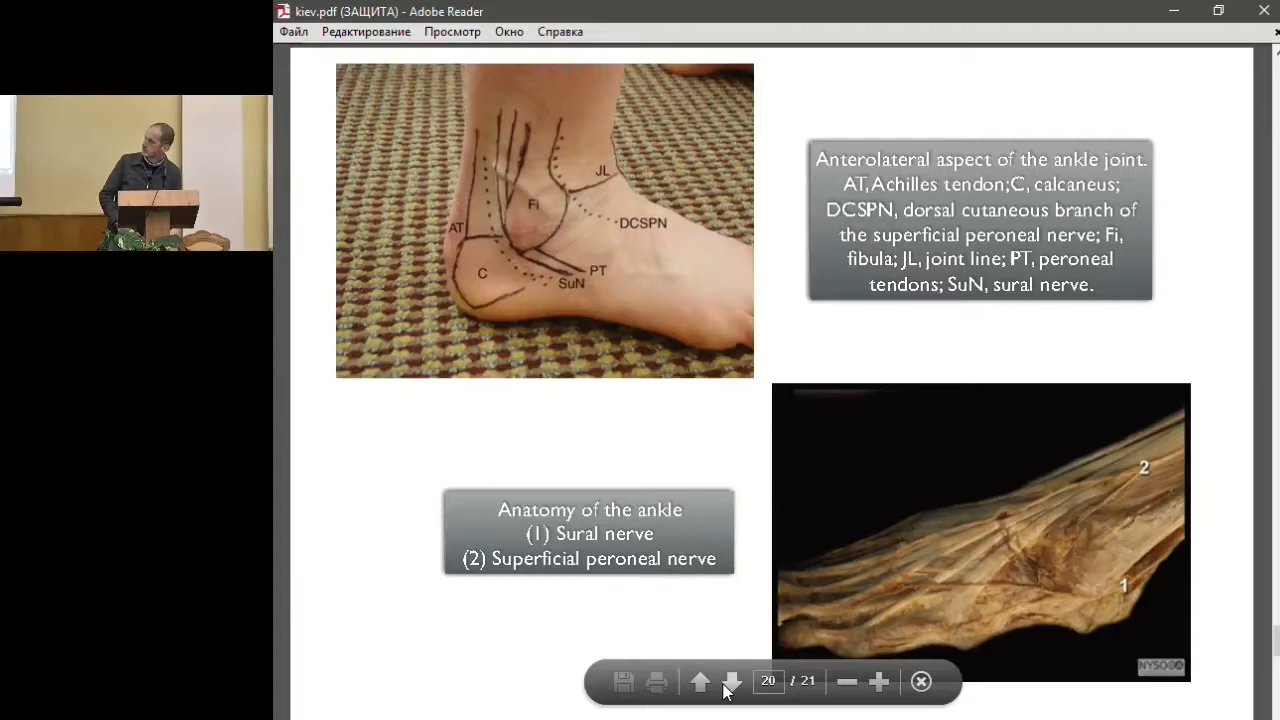 kiev.pdf (ЗАЩИТА) - Adobe Reader
Файл Редактирование Просмотр Окно Справка
JL
Fi
AT
DCSPN
C
PT
SuN
Anterolateral aspect of the ankle joint.
AT, Achilles tendon; C, calcaneus;
DCSPN, dorsal cutaneous branch of
the superficial peroneal nerve; Fi,
fibula; JL, joint line; PT, peroneal
tendons; SuN, sural nerve.
Anatomy of the ankle
(1) Sural nerve
(2) Superficial peroneal nerve
2
1
NYSORA
20 / 21